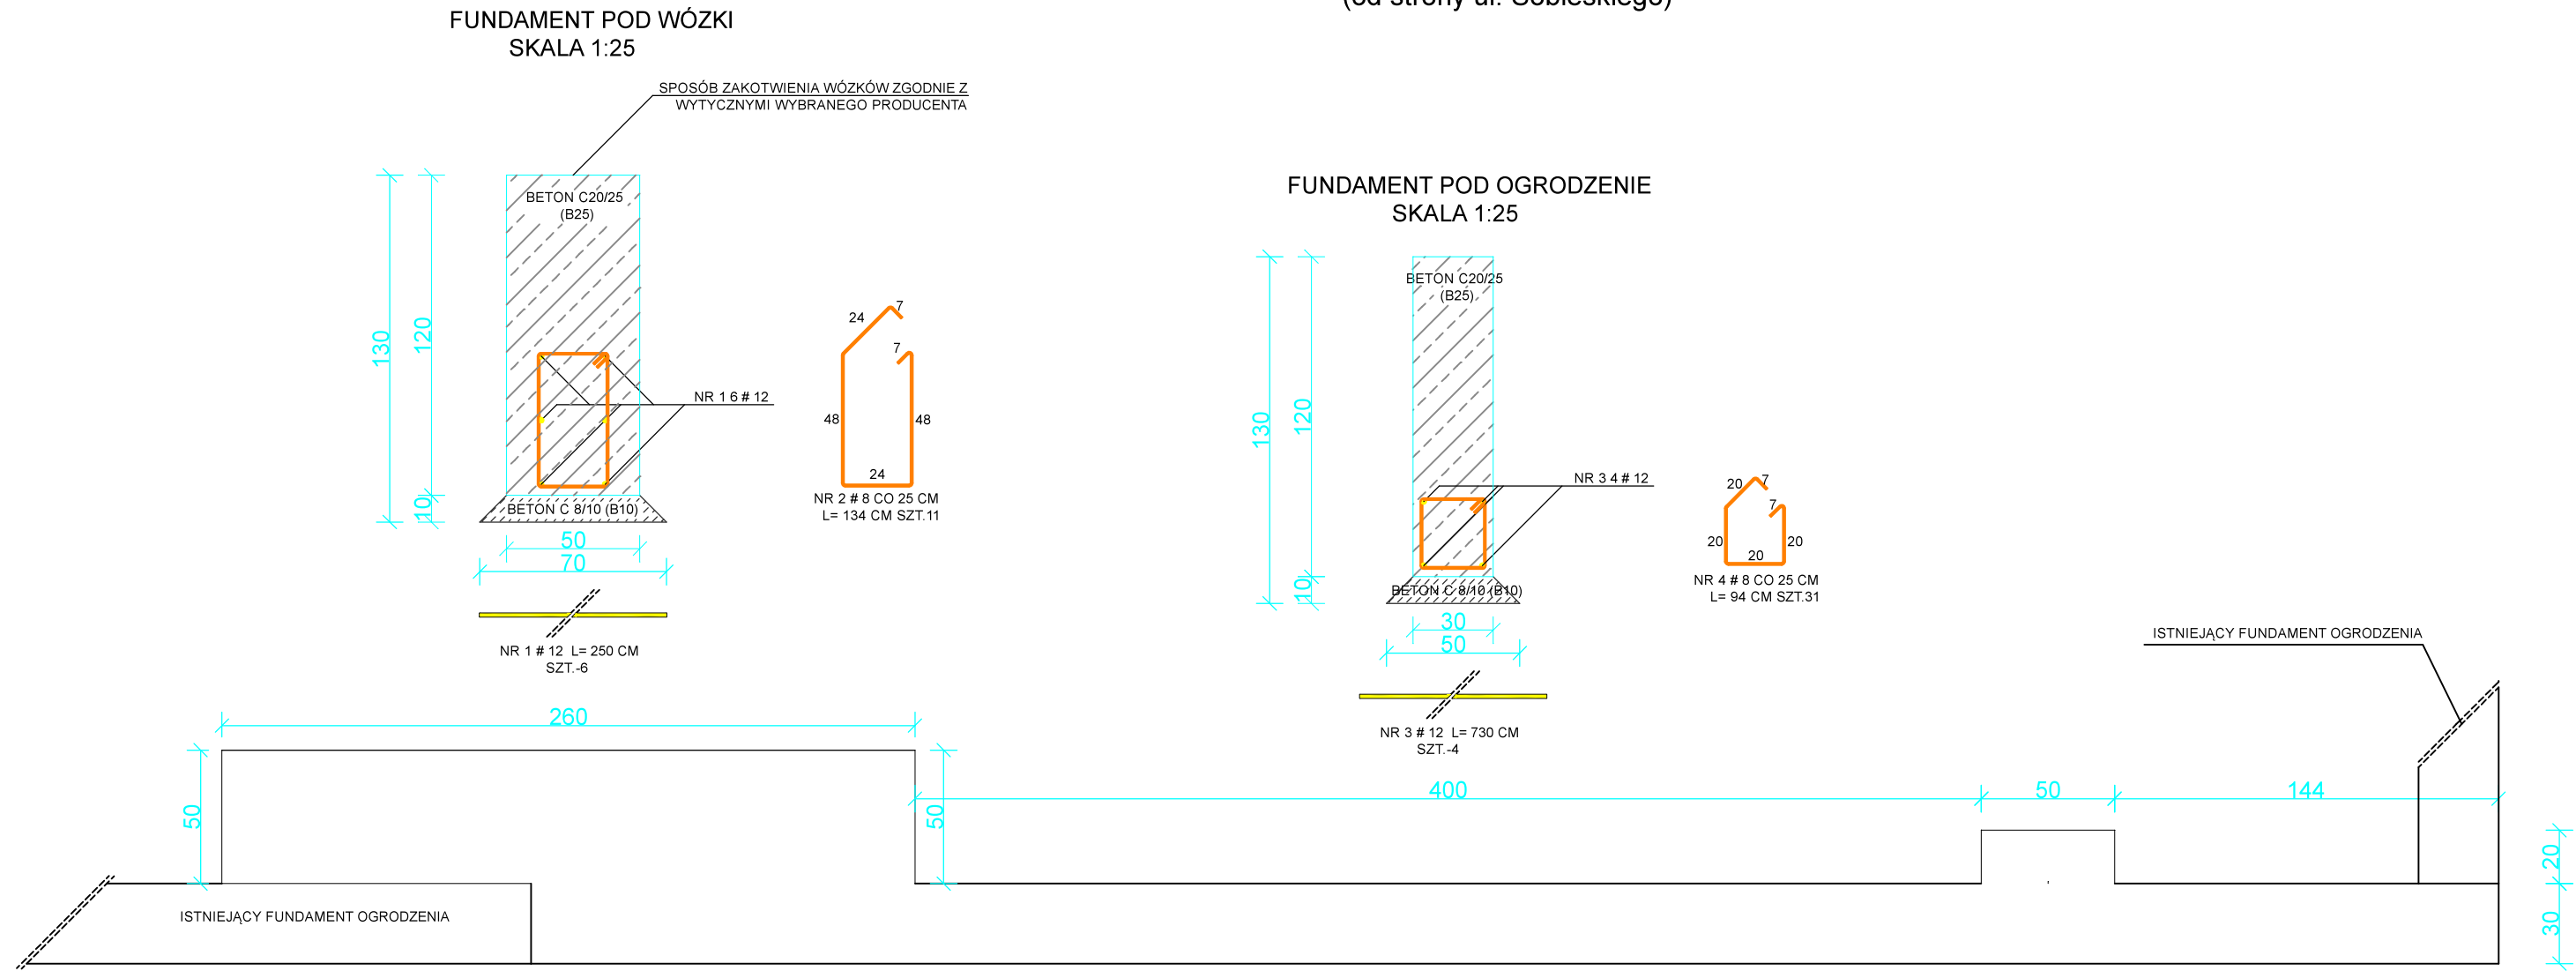 (od strony ul. Sobieskiego)
FUNDAMENT POD WÓZKI
SKALA 1:25
SPOSÓB ZAKOTWIENIA WÓZKÓW ZGODNIE Z
WYTYCZNYMI WYBRANEGO PRODUCENTA
BETON C20/25
(B25)
130
120
10
NR 1 6 # 12
BETON C 8/10 (B10)
50
70
24
7
7
48
48
24
NR 2 # 8 CO 25 CM
L= 134 CM SZT.11
NR 1 # 12 L= 250 CM
SZT.-6
FUNDAMENT POD OGRODZENIE
SKALA 1:25
BETON C20/25
(B25)
130
120
10
NR 3 4 # 12
BETON C 8/10 (B10)
30
50
20
7
7
20
20
20
NR 4 # 8 CO 25 CM
L= 94 CM SZT.31
NR 3 # 12 L= 730 CM
SZT.-4
ISTNIEJĄCY FUNDAMENT OGRODZENIA
260
50
50
400
50
144
20
30
ISTNIEJĄCY FUNDAMENT OGRODZENIA